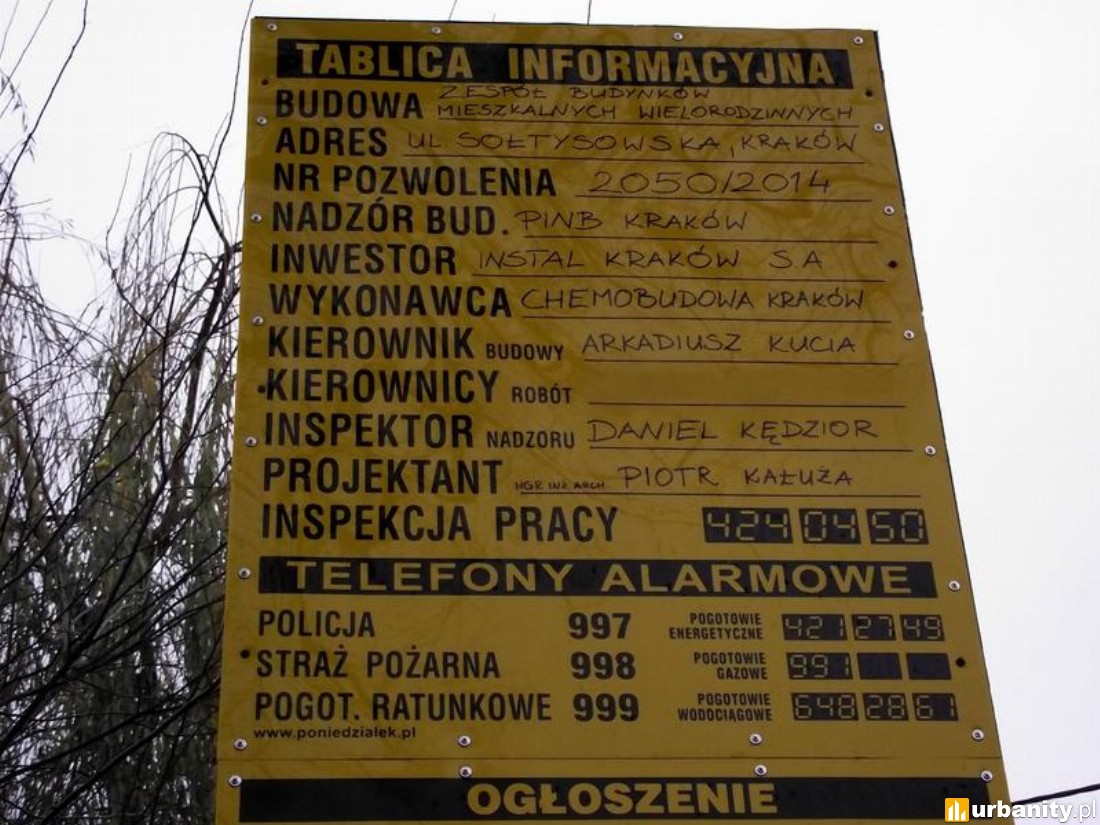 TABLICA INFORMACYJNA
BUDOWA ZESPÓŁ BUDYNKÓW
MIESZKALNYCH WIELORODZINNYCH
ADRES UL. SOŁTYSOWSKA, KRAKÓW
NR POZWOLENIA 2050/2014
NADZÓR BUD. PINB KRAKÓW
INWESTOR INSTAL KRAKÓW S.A.
WYKONAWCA CHEMOBUDOWA KRAKÓW
KIEROWNIK BUDOWY ARKADIUSZ KUCIA
KIEROWNICY ROBÓT
INSPEKTOR NADZORU DANIEL KĘDZIOR
PROJEKTANT MGR INŻ ARCH PIOTR KAŁUŻA
INSPEKCJA PRACY 424 04 50
TELEFONY ALARMOWE
POLICJA 997 POGOTOWIE ENERGETYCZNE 421 27 49
STRAŻ POŻARNA 998 POGOTOWIE GAZOWE 991
POGOT. RATUNKOWE 999 POGOTOWIE WODOCIĄGOWE 648 28 61
www.poniedzialek.pl
OGŁOSZENIE
urbanity.pl